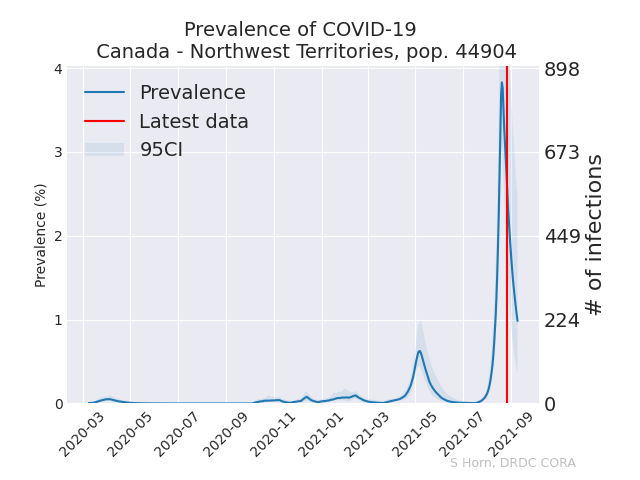 Prevalence of COVID-19
Canada - Northwest Territories, pop. 44904
4
3
2
1
0
Prevalence (%)
Prevalence
Latest data
95CI
898
673
449
224
0
# of infections
2020-03
2020-05
2020-07
2020-09
2020-11
2021-01
2021-03
2021-05
2021-07
2021-09
S Horn, DRDC CORA